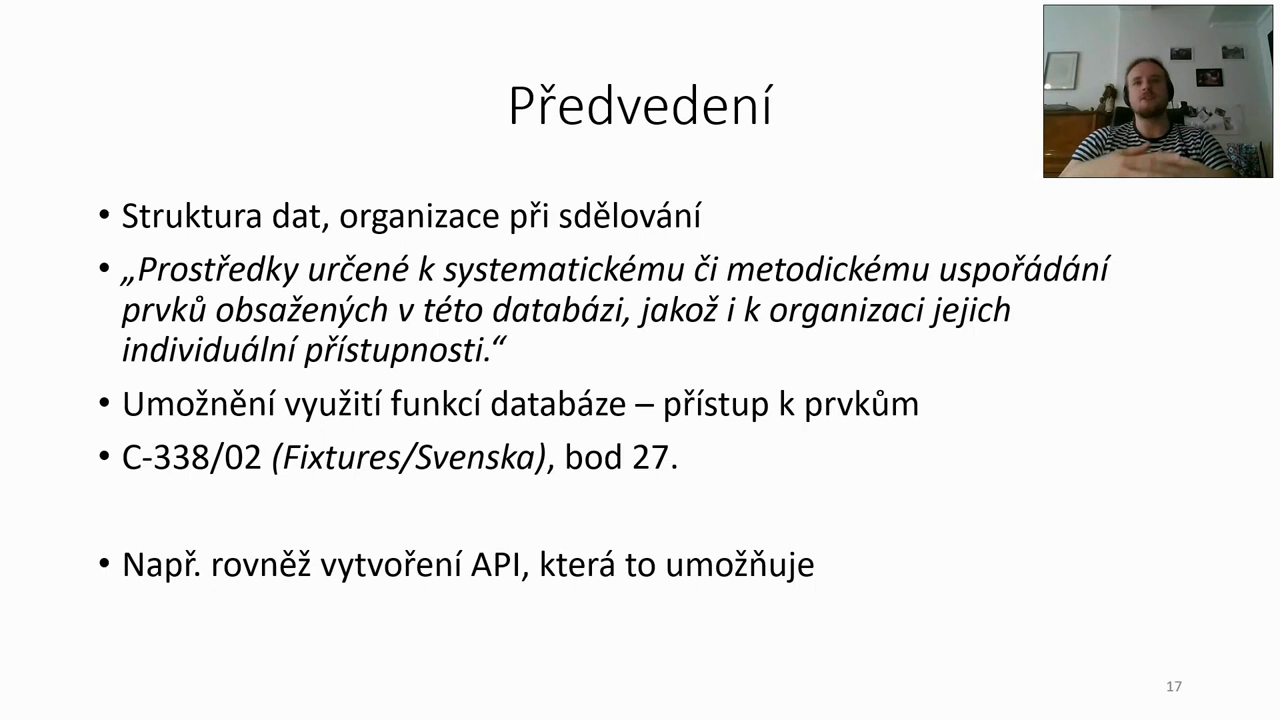 Předvedení
• Struktura dat, organizace při sdělování
• „Prostředky určené k systematickému či metodickému uspořádání
prvků obsažených v této databázi, jakož i k organizaci jejich
individuální přístupnosti.“
• Umožnění využití funkcí databáze – přístup k prvkům
• C-338/02 (Fixtures/Svenska), bod 27.
• Např. rovněž vytvoření API, která to umožňuje
17